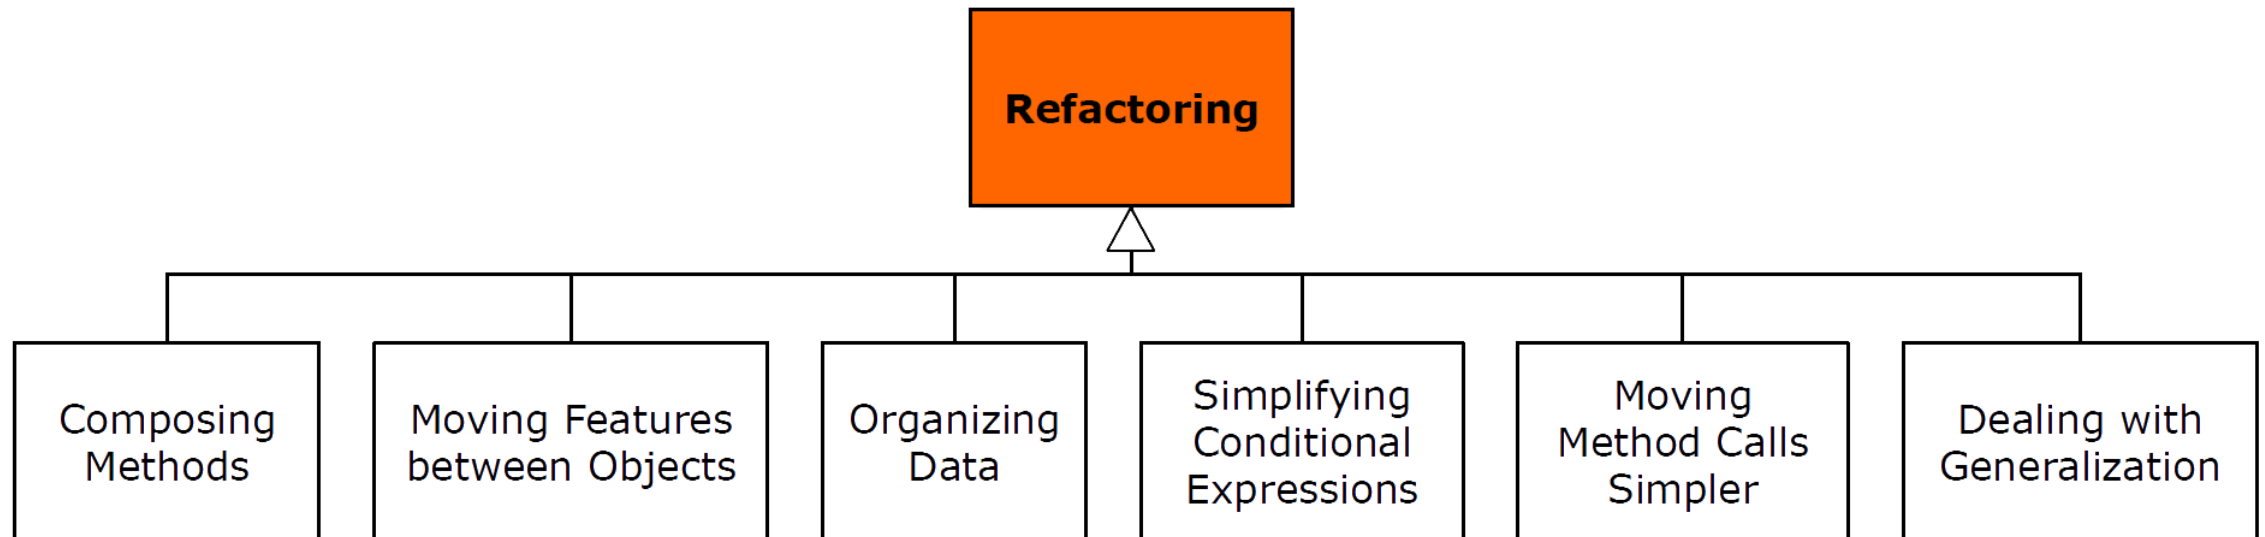 Refactoring
Composing
Methods
Moving Features
between Objects
Organizing
Data
Simplifying
Conditional
Expressions
Moving
Method Calls
Simpler
Dealing with
Generalization